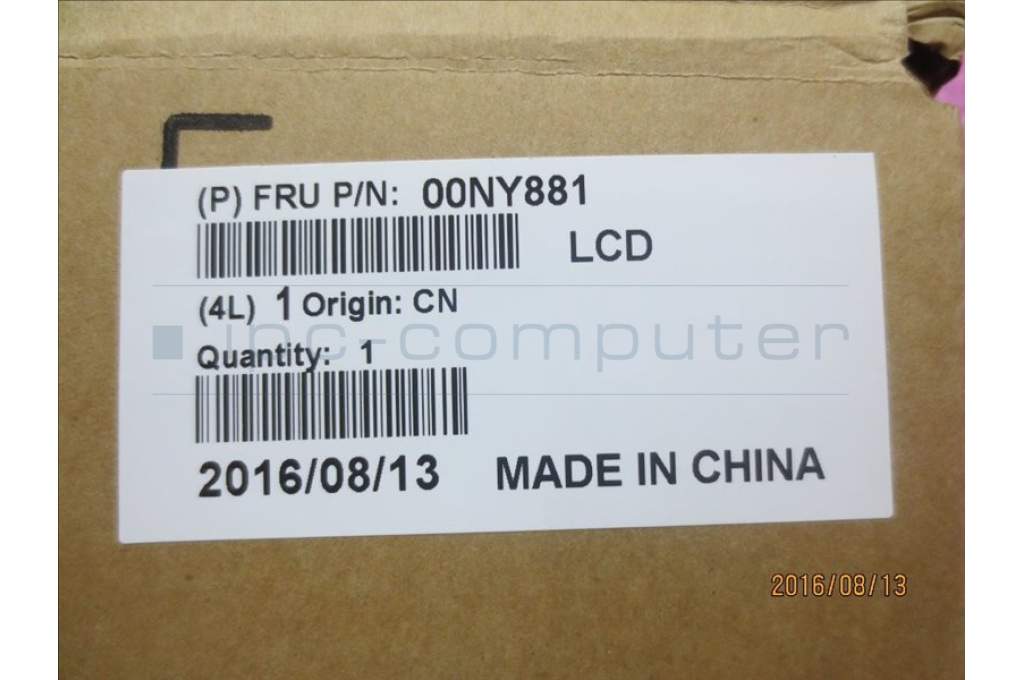 (P) FRU P/N: 00NY881
LCD
(4L) 1 Origin: CN
inc-computer
Quantity: 1
2016/08/13 MADE IN CHINA
2016/08/13